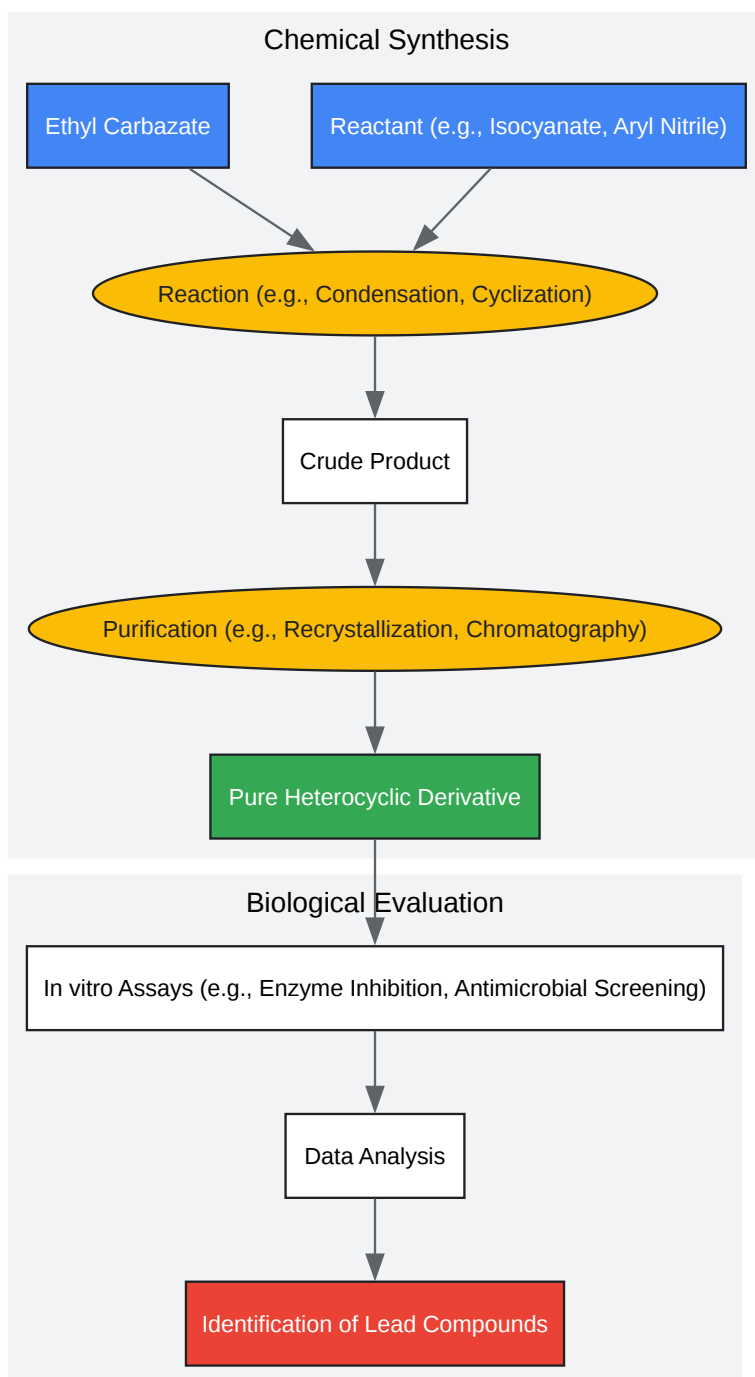 Chemical Synthesis
Ethyl Carbazate
Reactant (e.g., Isocyanate, Aryl Nitrile)
Reaction (e.g., Condensation, Cyclization)
Crude Product
Purification (e.g., Recrystallization, Chromatography)
Pure Heterocyclic Derivative
Biological Evaluation
In vitro Assays (e.g., Enzyme Inhibition, Antimicrobial Screening)
Data Analysis
Identification of Lead Compounds